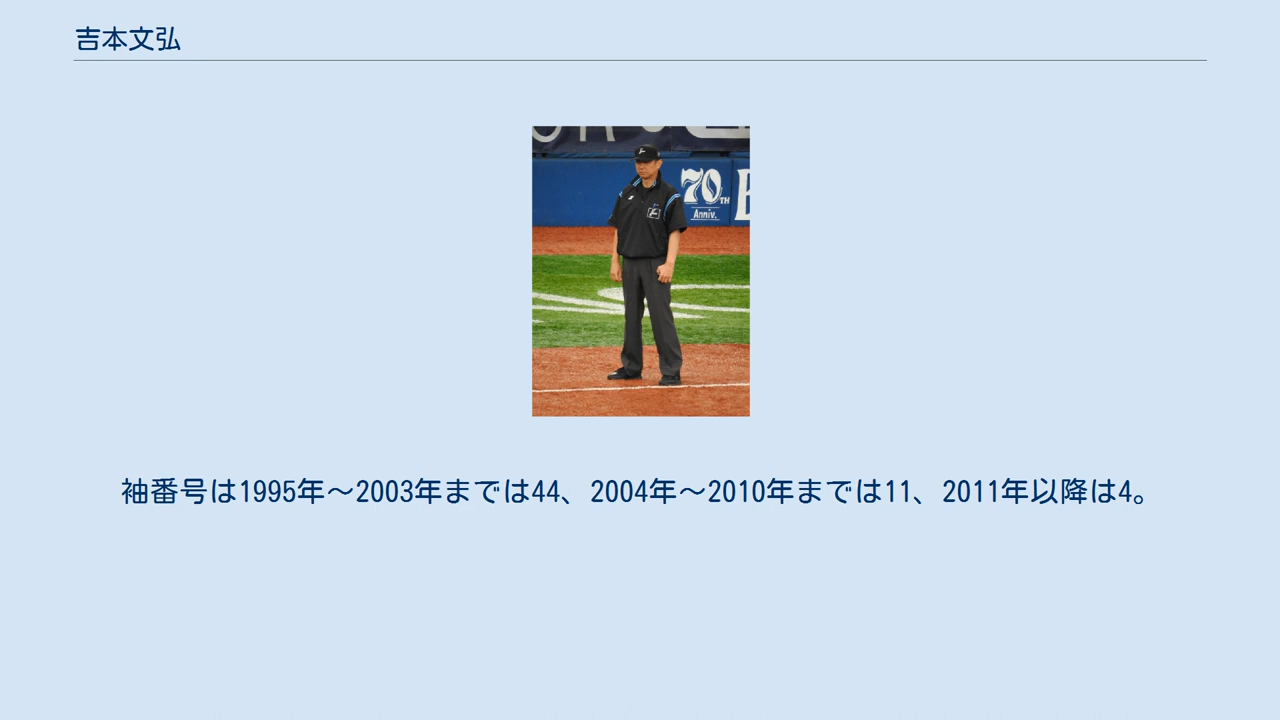 吉本文弘
70TH
Anniv.
袖番号は1995年～2003年までは44、2004年～2010年までは11、2011年以降は4。